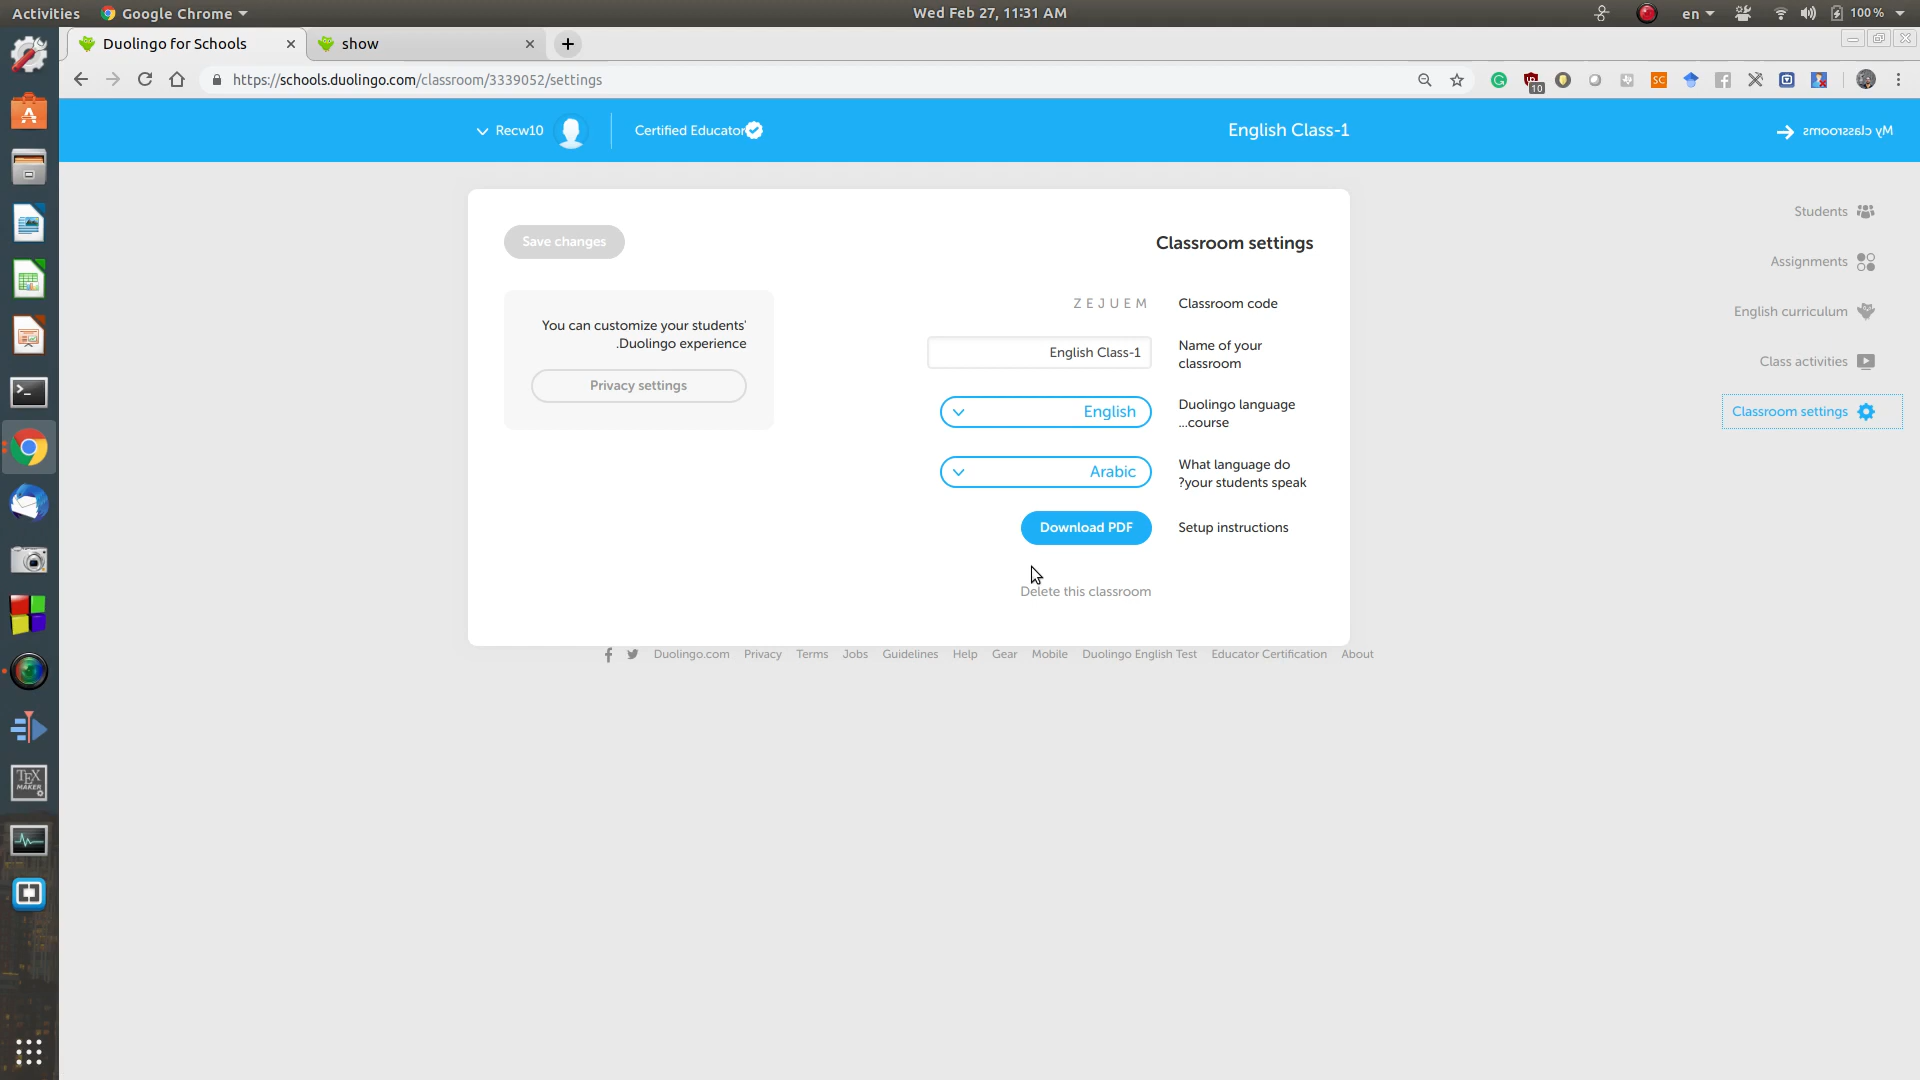 Activities
Google Chrome
Wed Feb 27, 11:31 AM
en
100%
Duolingo for Schools
show
https://schools.duolingo.com/classroom/3339052/settings
10
SC
Recw10
Certified Educator
English Class-1
My classrooms
Students
Assignments
English curriculum
Class activities
Classroom settings
Save changes
Classroom settings
You can customize your students'
.Duolingo experience
Privacy settings
ZEJUEM
Classroom code
English Class-1
Name of your
classroom
English
Duolingo language
...course
Arabic
What language do
?your students speak
Download PDF
Setup instructions
Delete this classroom
Duolingo.com
Privacy
Terms
Jobs
Guidelines
Help
Gear
Mobile
Duolingo English Test
Educator Certification
About
TEX
MAKER